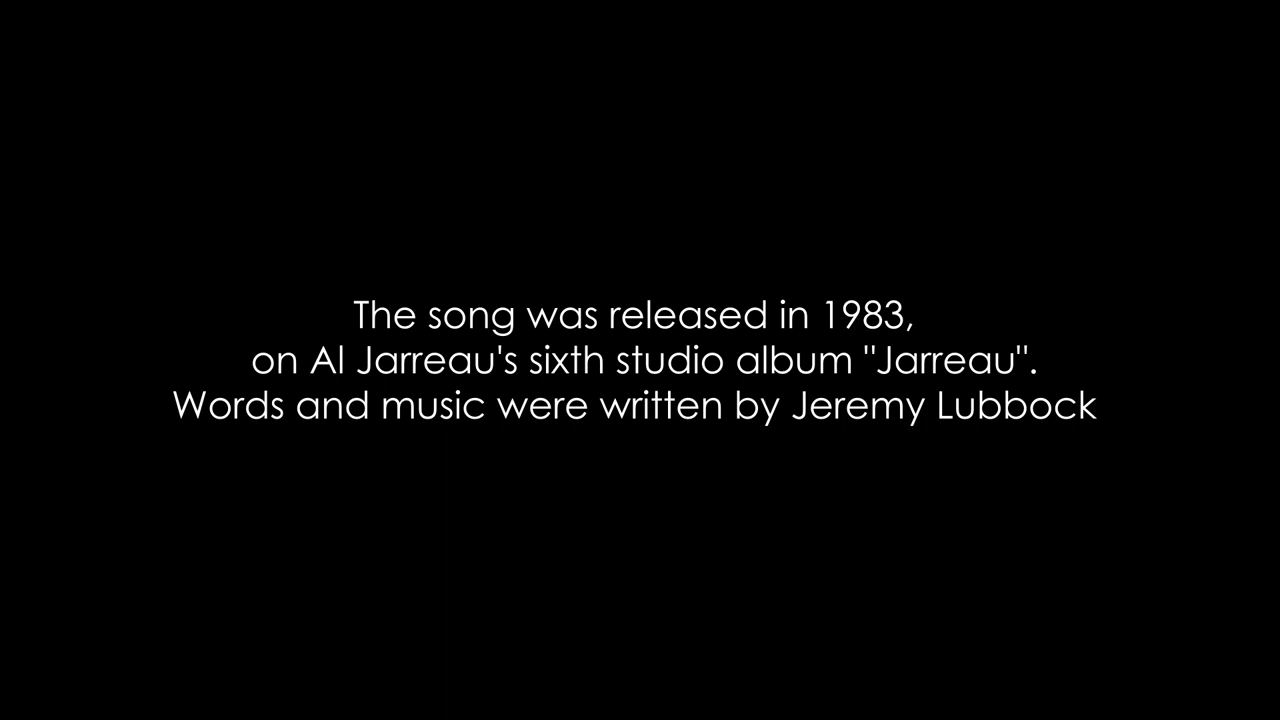 The song was released in 1983,
on Al Jarreau's sixth studio album "Jarreau".
Words and music were written by Jeremy Lubbock